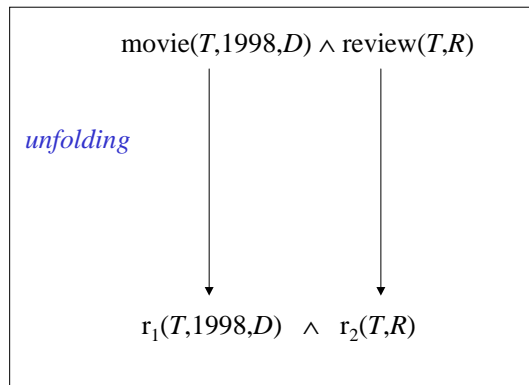 movie(T,1998,D) ∧ review(T,R)
unfolding
r₁(T,1998,D) ∧ r₂(T,R)